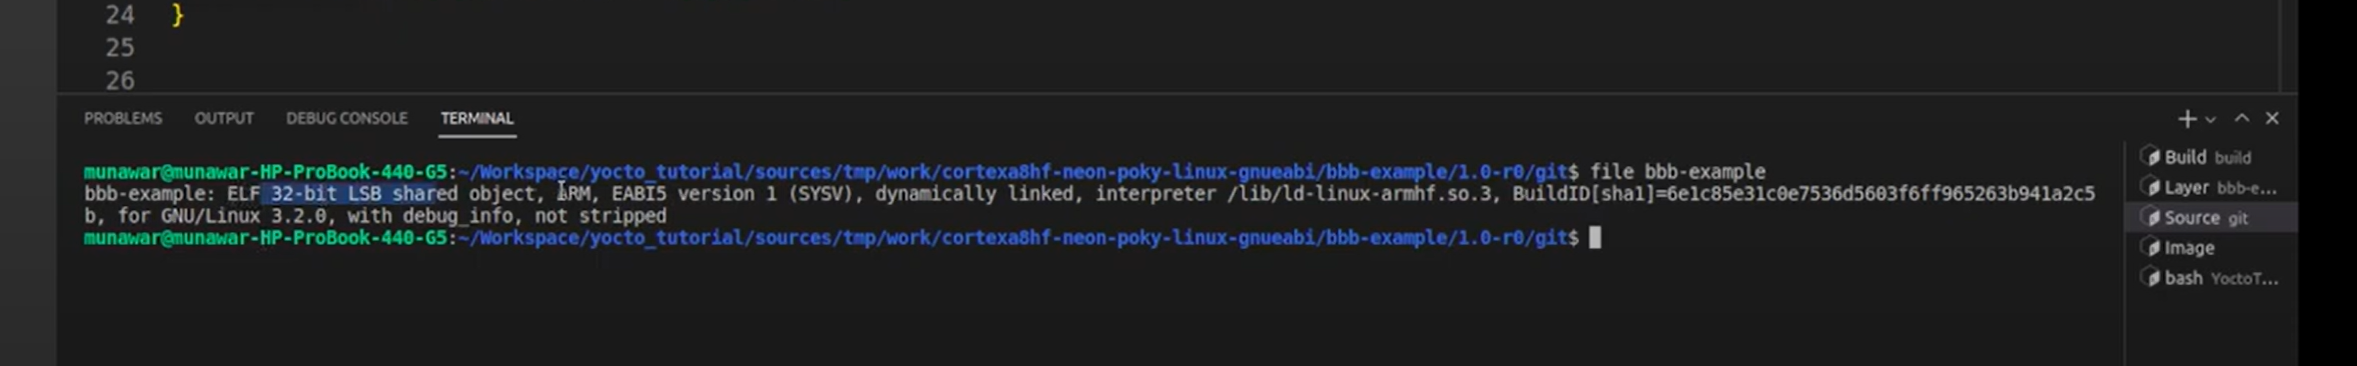 24 }
25
26
PROBLEMS OUTPUT DEBUG CONSOLE TERMINAL
munawar@munawar-HP-ProBook-440-G5:~/Workspace/yocto_tutorial/sources/tmp/work/cortexa8hf-neon-poky-linux-gnueabi/bbb-example/1.0-r0/git$ file bbb-example
bbb-example: ELF 32-bit LSB shared object, ARM, EABI5 version 1 (SYSV), dynamically linked, interpreter /lib/ld-linux-armhf.so.3, BuildID[sha1]=6e1c85e31c0e7536d5603f6ff965263b941a2c5
b, for GNU/Linux 3.2.0, with debug_info, not stripped
munawar@munawar-HP-ProBook-440-G5:~/Workspace/yocto_tutorial/sources/tmp/work/cortexa8hf-neon-poky-linux-gnueabi/bbb-example/1.0-r0/git$
Build build
Layer bbb-e...
Source git
Image
bash YoctoT...